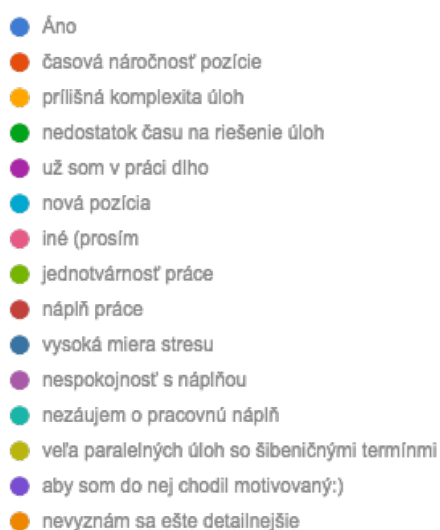 Áno
časová náročnosť pozície
prílišná komplexita úloh
nedostatok času na riešenie úloh
už som v práci dlho
nová pozícia
iné (prosím
jednotvárnosť práce
náplň práce
vysoká miera stresu
nespokojnosť s náplňou
nezáujem o pracovnú náplň
veľa paralelných úloh so šibeničnými termínmi
aby som do nej chodil motivovaný:)
nevyznám sa ešte detailnejšie